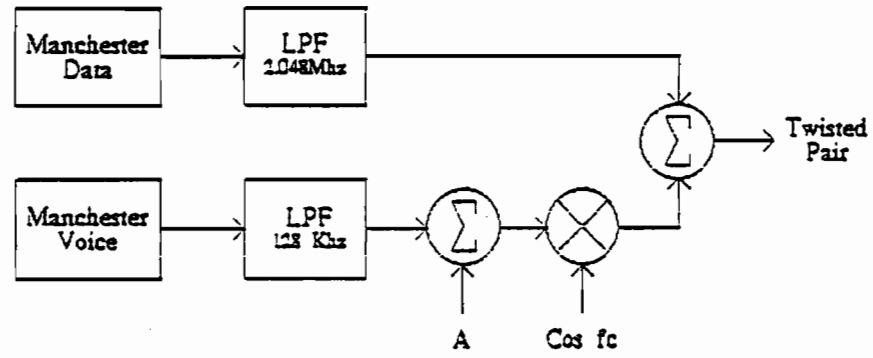 Manchester
Data
LPF
2.048Mhz
Σ
Twisted
Pair
Manchester
Voice
LPF
128 Khz
Σ
A
Cos fc